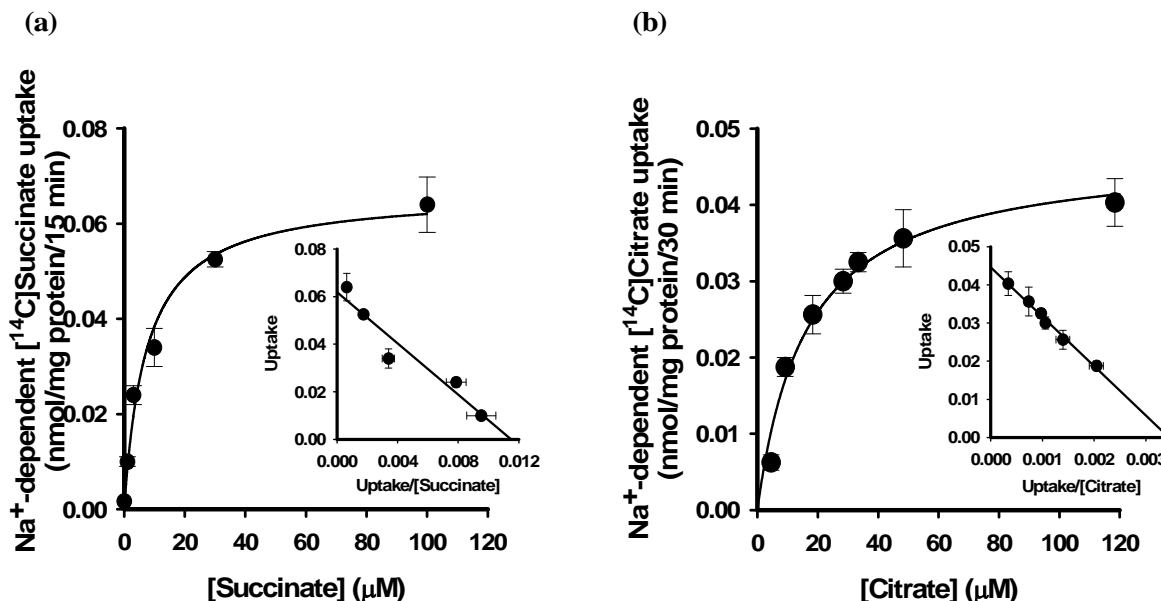 (a)
Na+-dependent [14C]Succinate uptake
(nmol/mg protein/15 min)
0.08
0.06
0.04
0.02
0.00
0 20 40 60 80 100 120
[Succinate] (μM)
Uptake
0.08
0.06
0.04
0.02
0.00
0.000 0.004 0.008 0.012
Uptake/[Succinate]
(b)
Na+-dependent [14C]Citrate uptake
(nmol/mg protein/30 min)
0.05
0.04
0.03
0.02
0.01
0.00
0 20 40 60 80 100 120
[Citrate] (μM)
Uptake
0.05
0.04
0.03
0.02
0.01
0.00
0.000 0.001 0.002 0.003
Uptake/[Citrate]